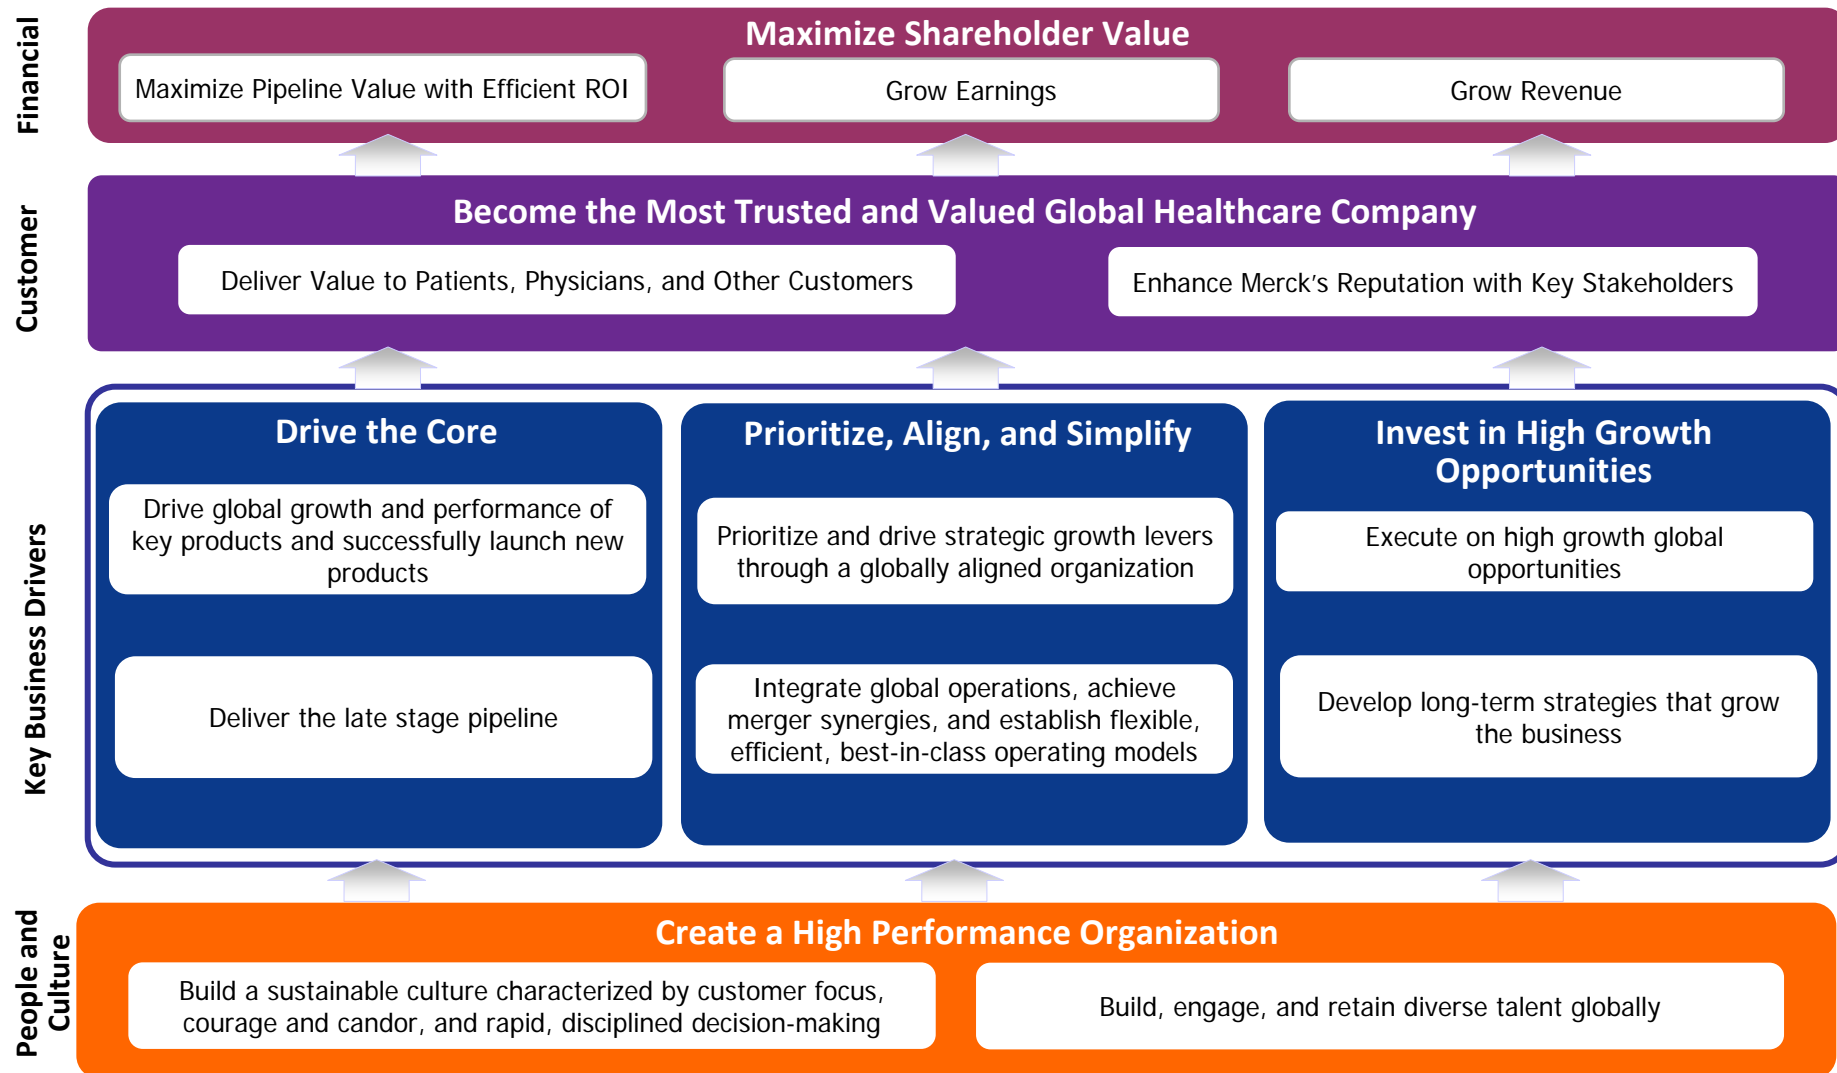 Financial
Maximize Shareholder Value
Maximize Pipeline Value with Efficient ROI
Grow Earnings
Grow Revenue
Customer
Become the Most Trusted and Valued Global Healthcare Company
Deliver Value to Patients, Physicians, and Other Customers
Enhance Merck's Reputation with Key Stakeholders
Key Business Drivers
Drive the Core
Drive global growth and performance of
key products and successfully launch new
products
Deliver the late stage pipeline
Prioritize, Align, and Simplify
Prioritize and drive strategic growth levers
through a globally aligned organization
Integrate global operations, achieve
merger synergies, and establish flexible,
efficient, best-in-class operating models
Invest in High Growth
Opportunities
Execute on high growth global
opportunities
Develop long-term strategies that grow
the business
People and
Culture
Create a High Performance Organization
Build a sustainable culture characterized by customer focus,
courage and candor, and rapid, disciplined decision-making
Build, engage, and retain diverse talent globally